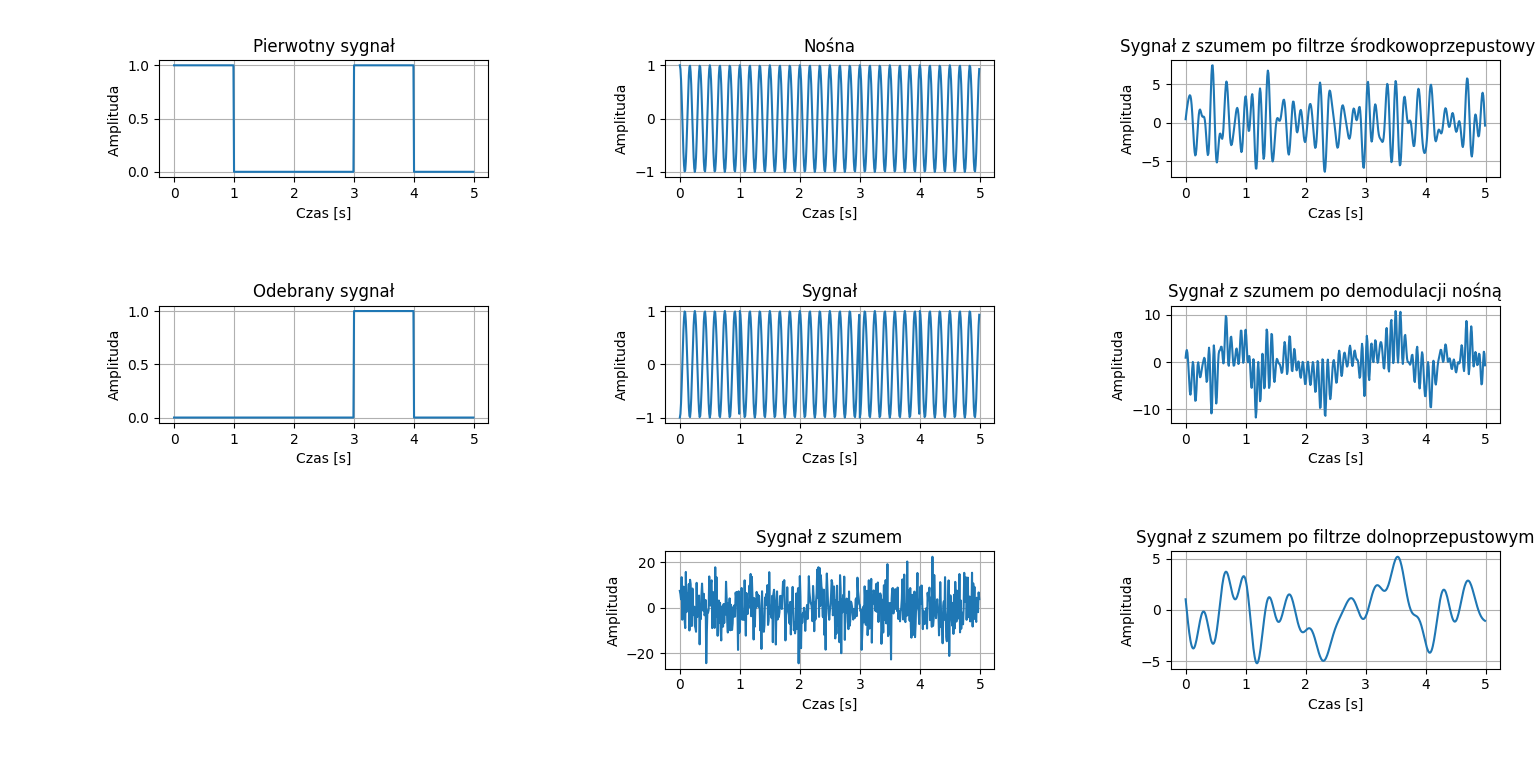 Pierwotny sygnał
Amplituda
1.0
0.5
0.0
0 1 2 3 4 5
Czas [s]
Nośna
Amplituda
1
0
−1
0 1 2 3 4 5
Czas [s]
Sygnał z szumem po filtrze środkowoprzepustowy
Amplituda
5
0
−5
0 1 2 3 4 5
Czas [s]
Odebrany sygnał
Amplituda
1.0
0.5
0.0
0 1 2 3 4 5
Czas [s]
Sygnał
Amplituda
1
0
−1
0 1 2 3 4 5
Czas [s]
Sygnał z szumem po demodulacji nośną
Amplituda
10
0
−10
0 1 2 3 4 5
Czas [s]
Sygnał z szumem
Amplituda
20
0
−20
0 1 2 3 4 5
Czas [s]
Sygnał z szumem po filtrze dolnoprzepustowym
Amplituda
5
0
−5
0 1 2 3 4 5
Czas [s]